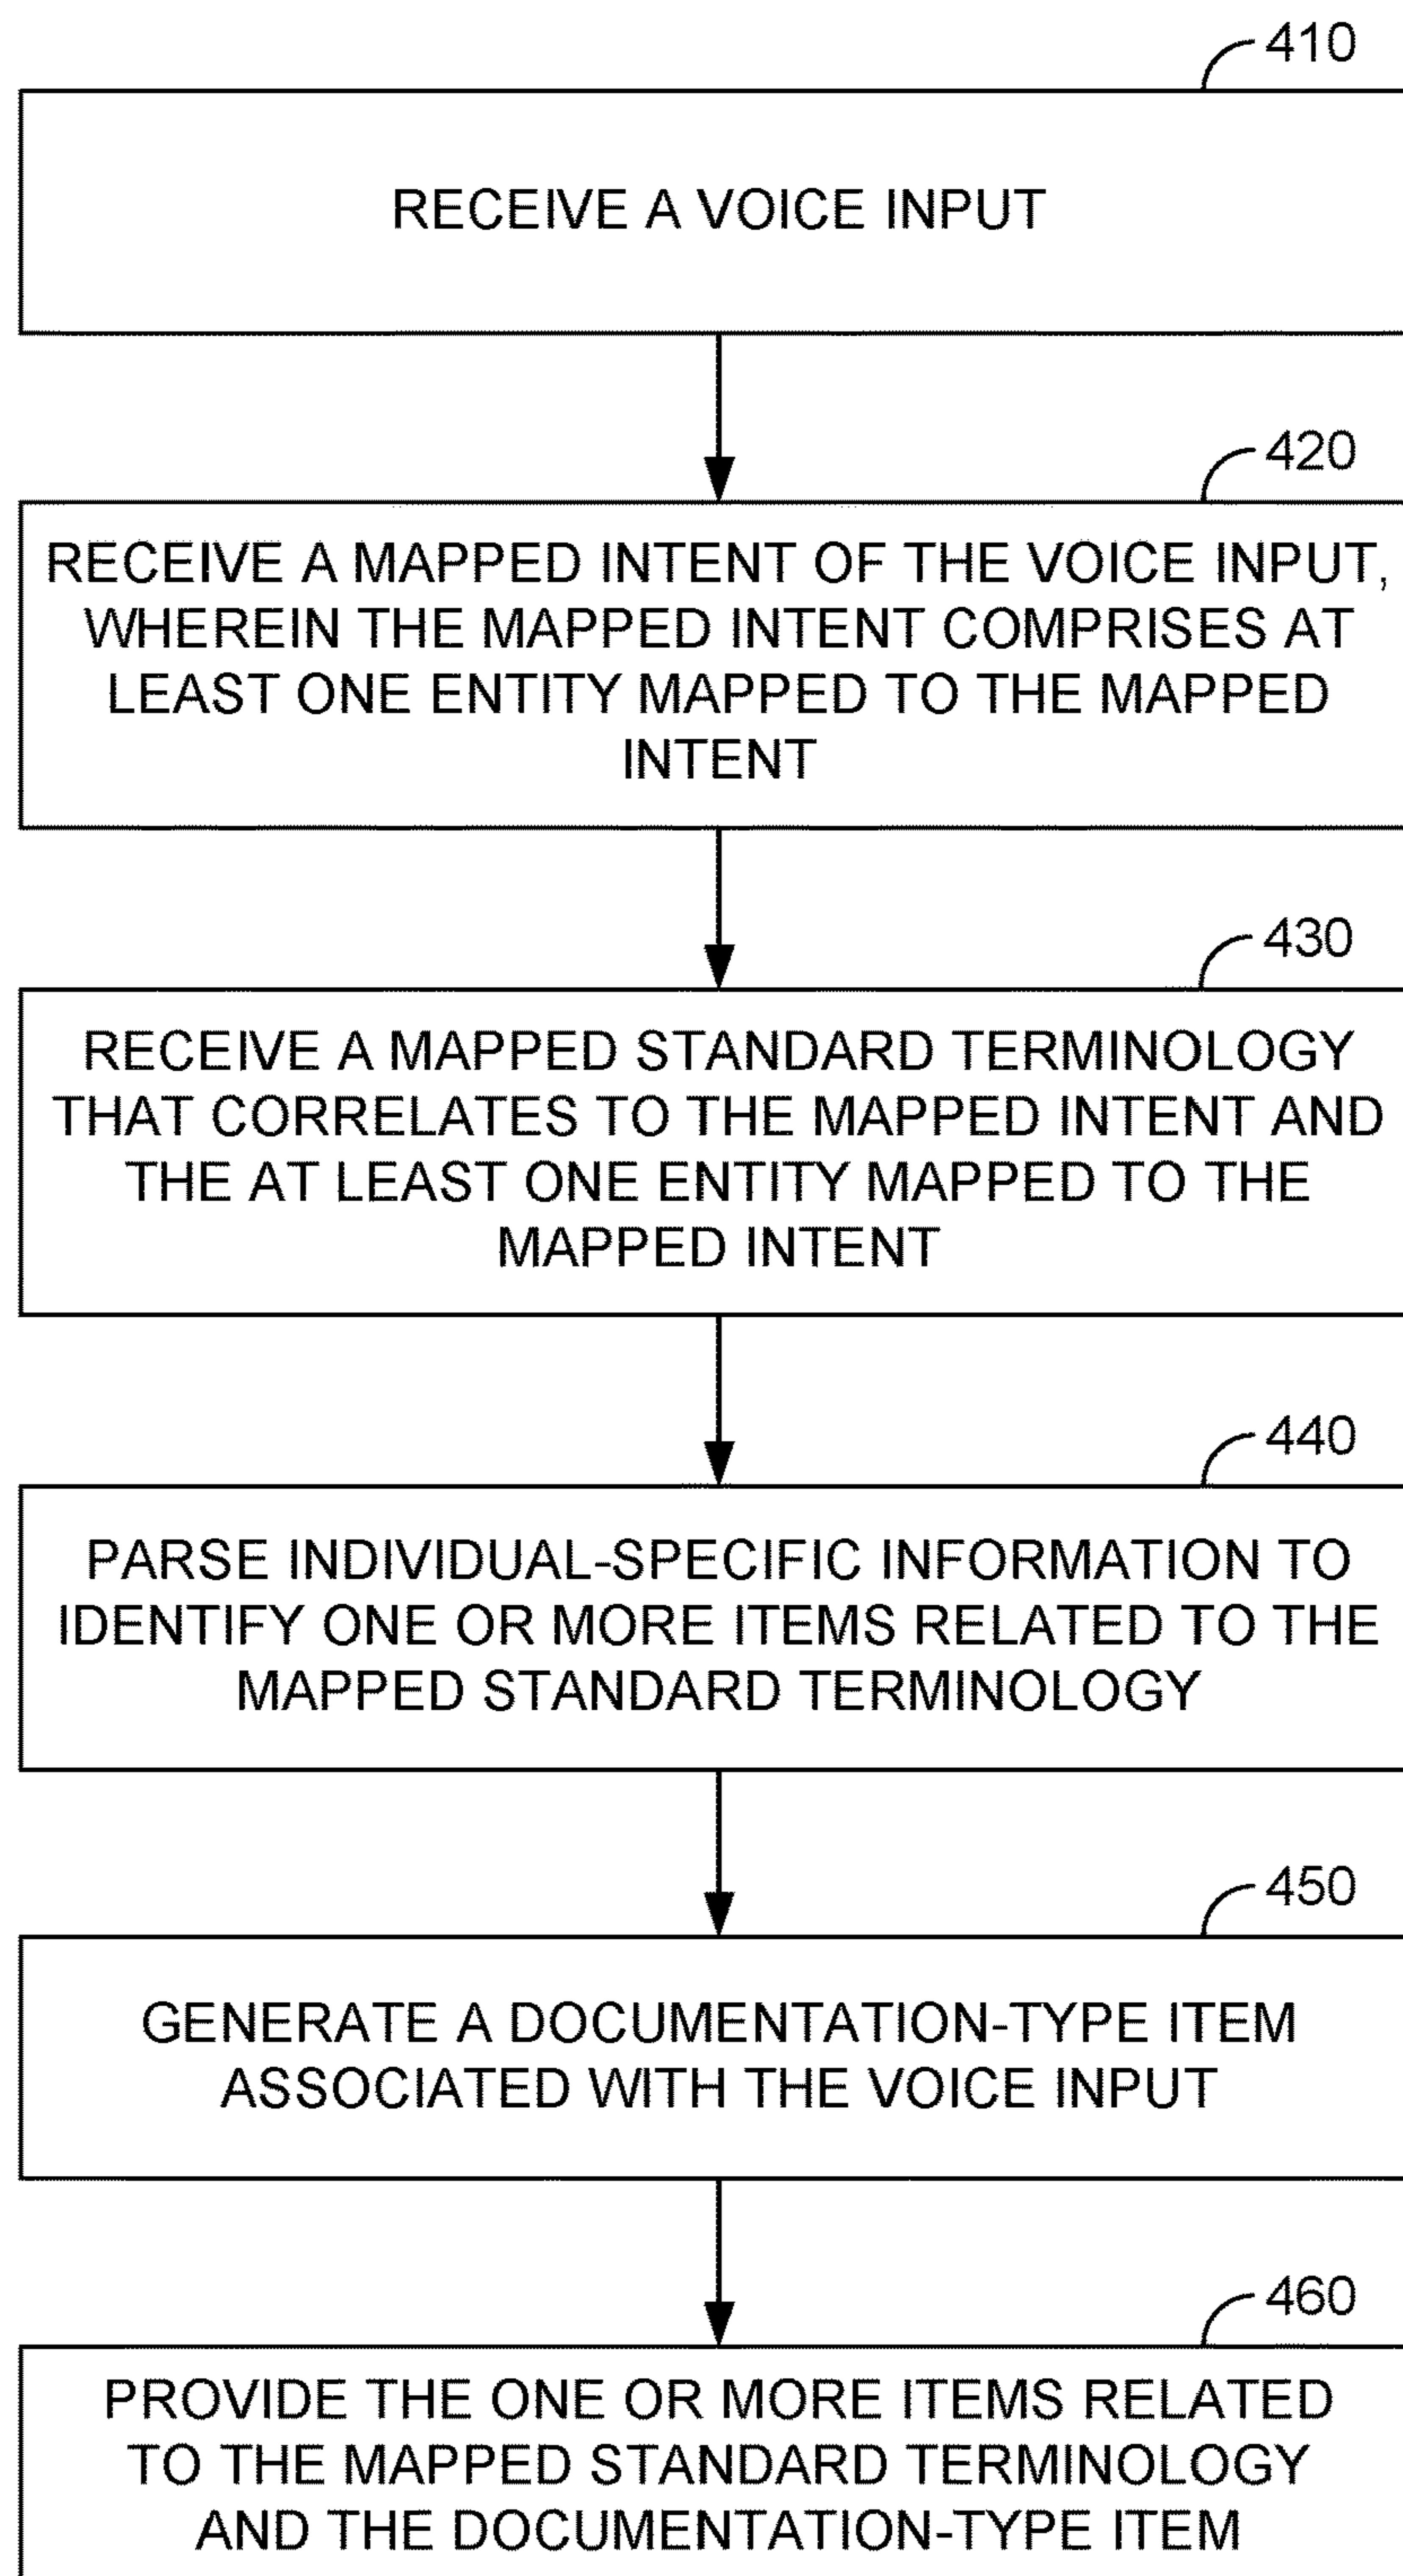 410
RECEIVE A VOICE INPUT
420
RECEIVE A MAPPED INTENT OF THE VOICE INPUT,
WHEREIN THE MAPPED INTENT COMPRISES AT
LEAST ONE ENTITY MAPPED TO THE MAPPED
INTENT
430
RECEIVE A MAPPED STANDARD TERMINOLOGY
THAT CORRELATES TO THE MAPPED INTENT AND
THE AT LEAST ONE ENTITY MAPPED TO THE
MAPPED INTENT
440
PARSE INDIVIDUAL-SPECIFIC INFORMATION TO
IDENTIFY ONE OR MORE ITEMS RELATED TO THE
MAPPED STANDARD TERMINOLOGY
450
GENERATE A DOCUMENTATION-TYPE ITEM
ASSOCIATED WITH THE VOICE INPUT
460
PROVIDE THE ONE OR MORE ITEMS RELATED
TO THE MAPPED STANDARD TERMINOLOGY
AND THE DOCUMENTATION-TYPE ITEM